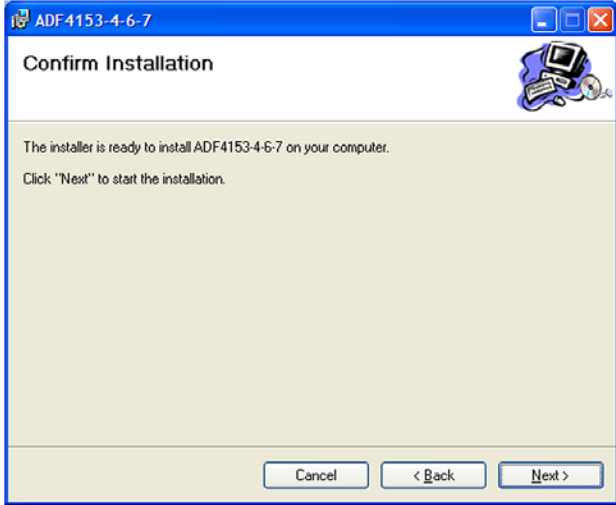 ADF4153-4-6-7
Confirm Installation
The installer is ready to install ADF4153-4-6-7 on your computer.
Click "Next" to start the installation.
Cancel
< Back
Next >